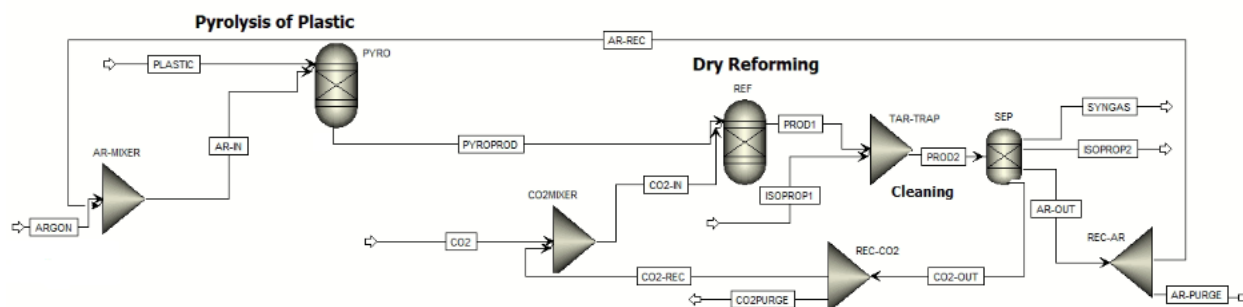 Pyrolysis of Plastic
AR-REC
PYRO
PLASTIC
Dry Reforming
REF
SYNGAS
PROD1
TAR-TRAP
SEP
AR-IN
PYROPROD
ISOPROP2
AR-MIXER
PROD2
CO2-IN
CO2MIXER
ISOPROP1
Cleaning
AR-OUT
ARGON
CO2
REC-CO2
REC-AR
CO2-REC
CO2-OUT
CO2PURGE
AR-PURGE